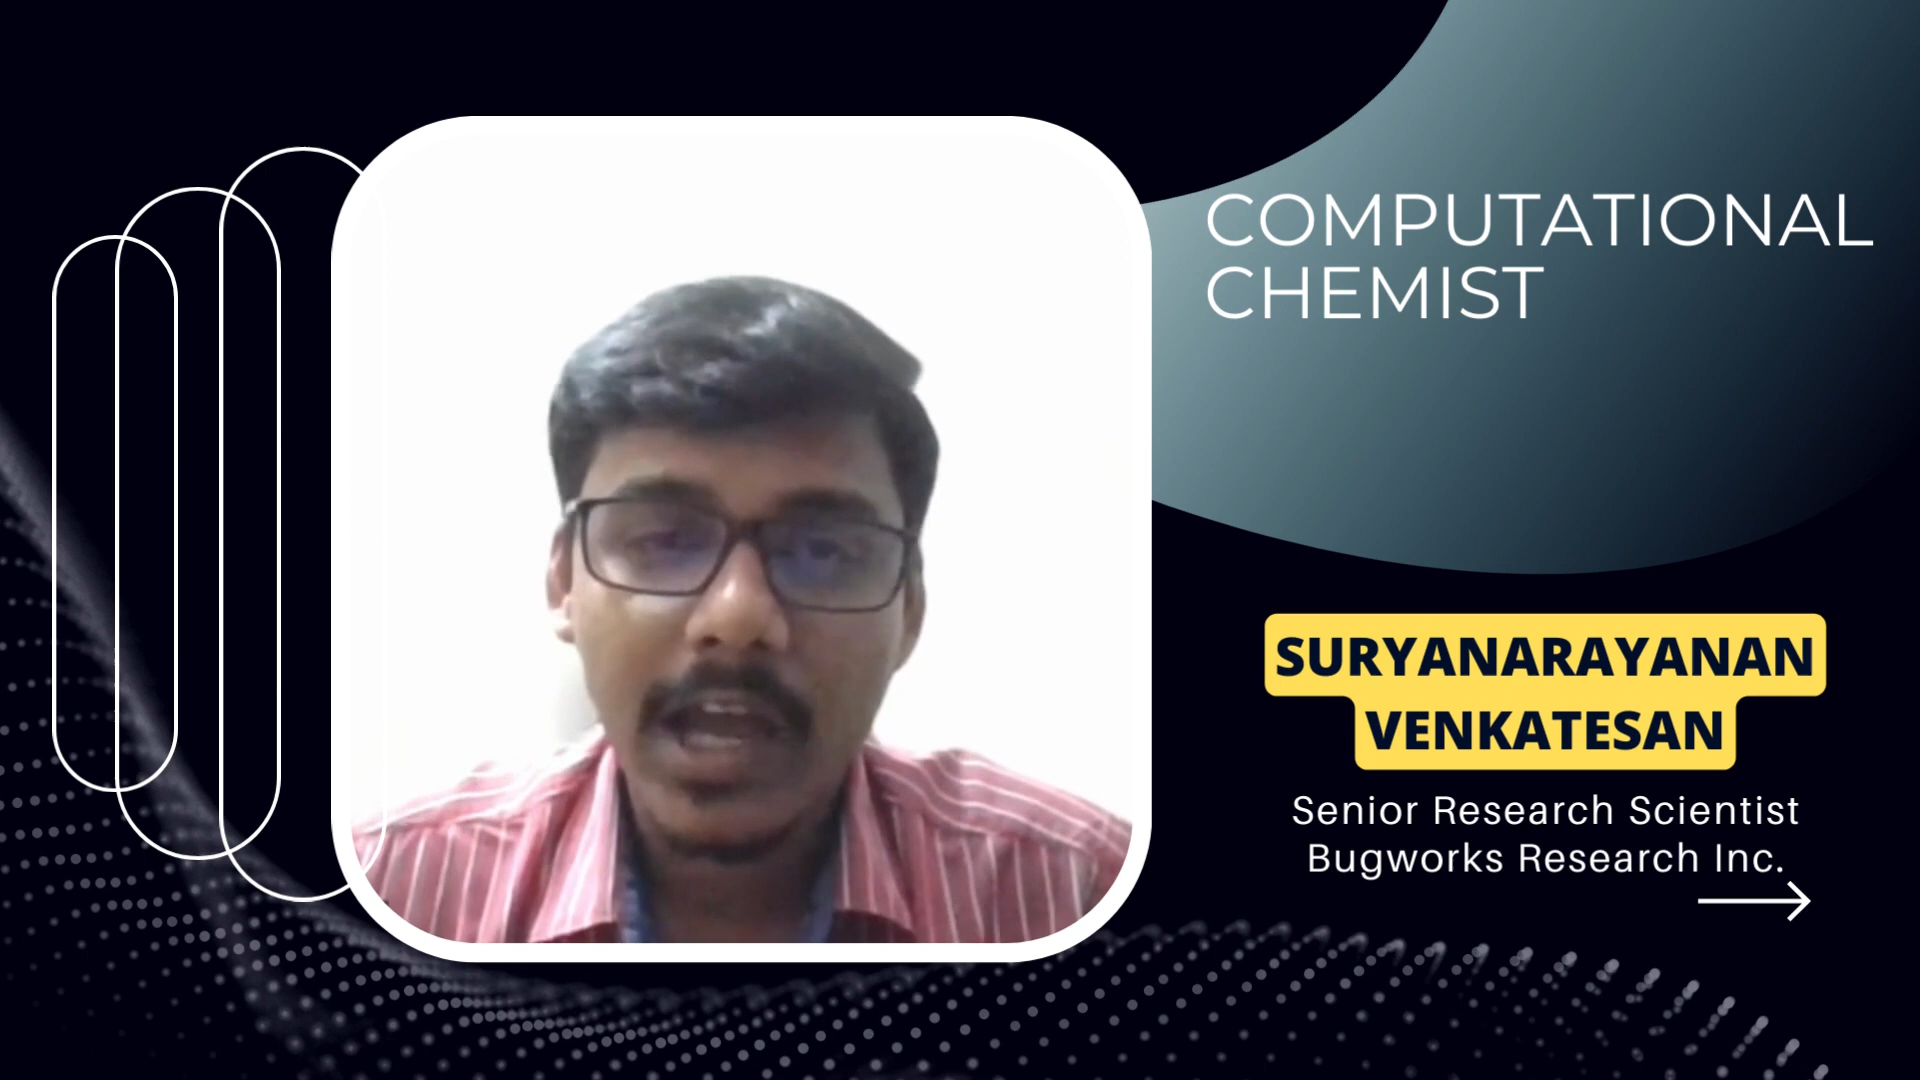 COMPUTATIONAL
CHEMIST
SURYANARAYANAN
VENKATESAN
Senior Research Scientist
Bugworks Research Inc.